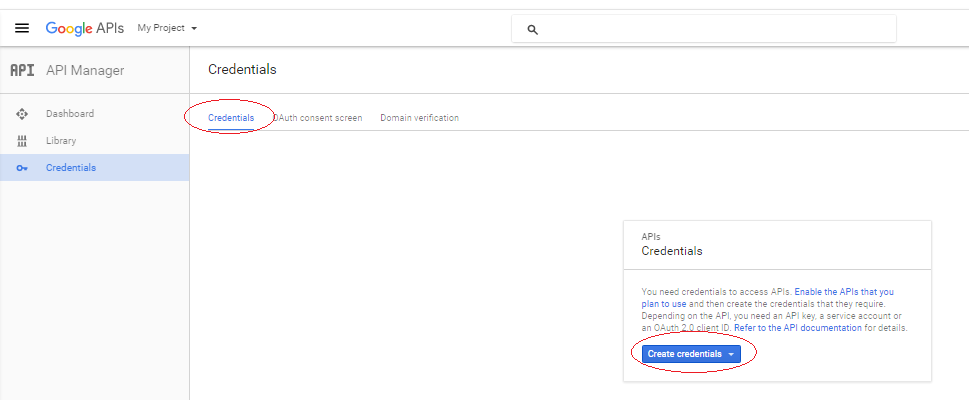 Google APIs My Project
API API Manager
Credentials
Dashboard
Library
Credentials
Credentials OAuth consent screen Domain verification
APIs
Credentials
You need credentials to access APIs. Enable the APIs that you
plan to use and then create the credentials that they require.
Depending on the API, you need an API key, a service account or
an OAuth 2.0 client ID. Refer to the API documentation for details.
Create credentials